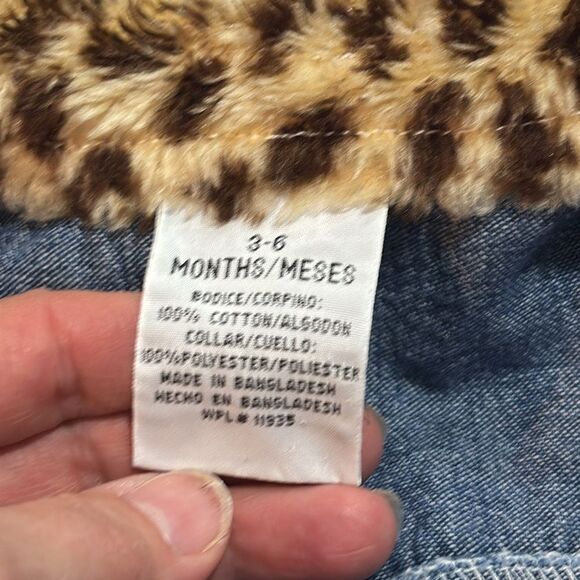 3-6
MONTHS/MESES
BODICE/CORPINO:
100% COTTON/ALGODON
COLLAR/CUELLO:
100%POLYESTER/POLIESTER
MADE IN BANGLADESH
HECHO EN BANGLADESH
WPL# 11935